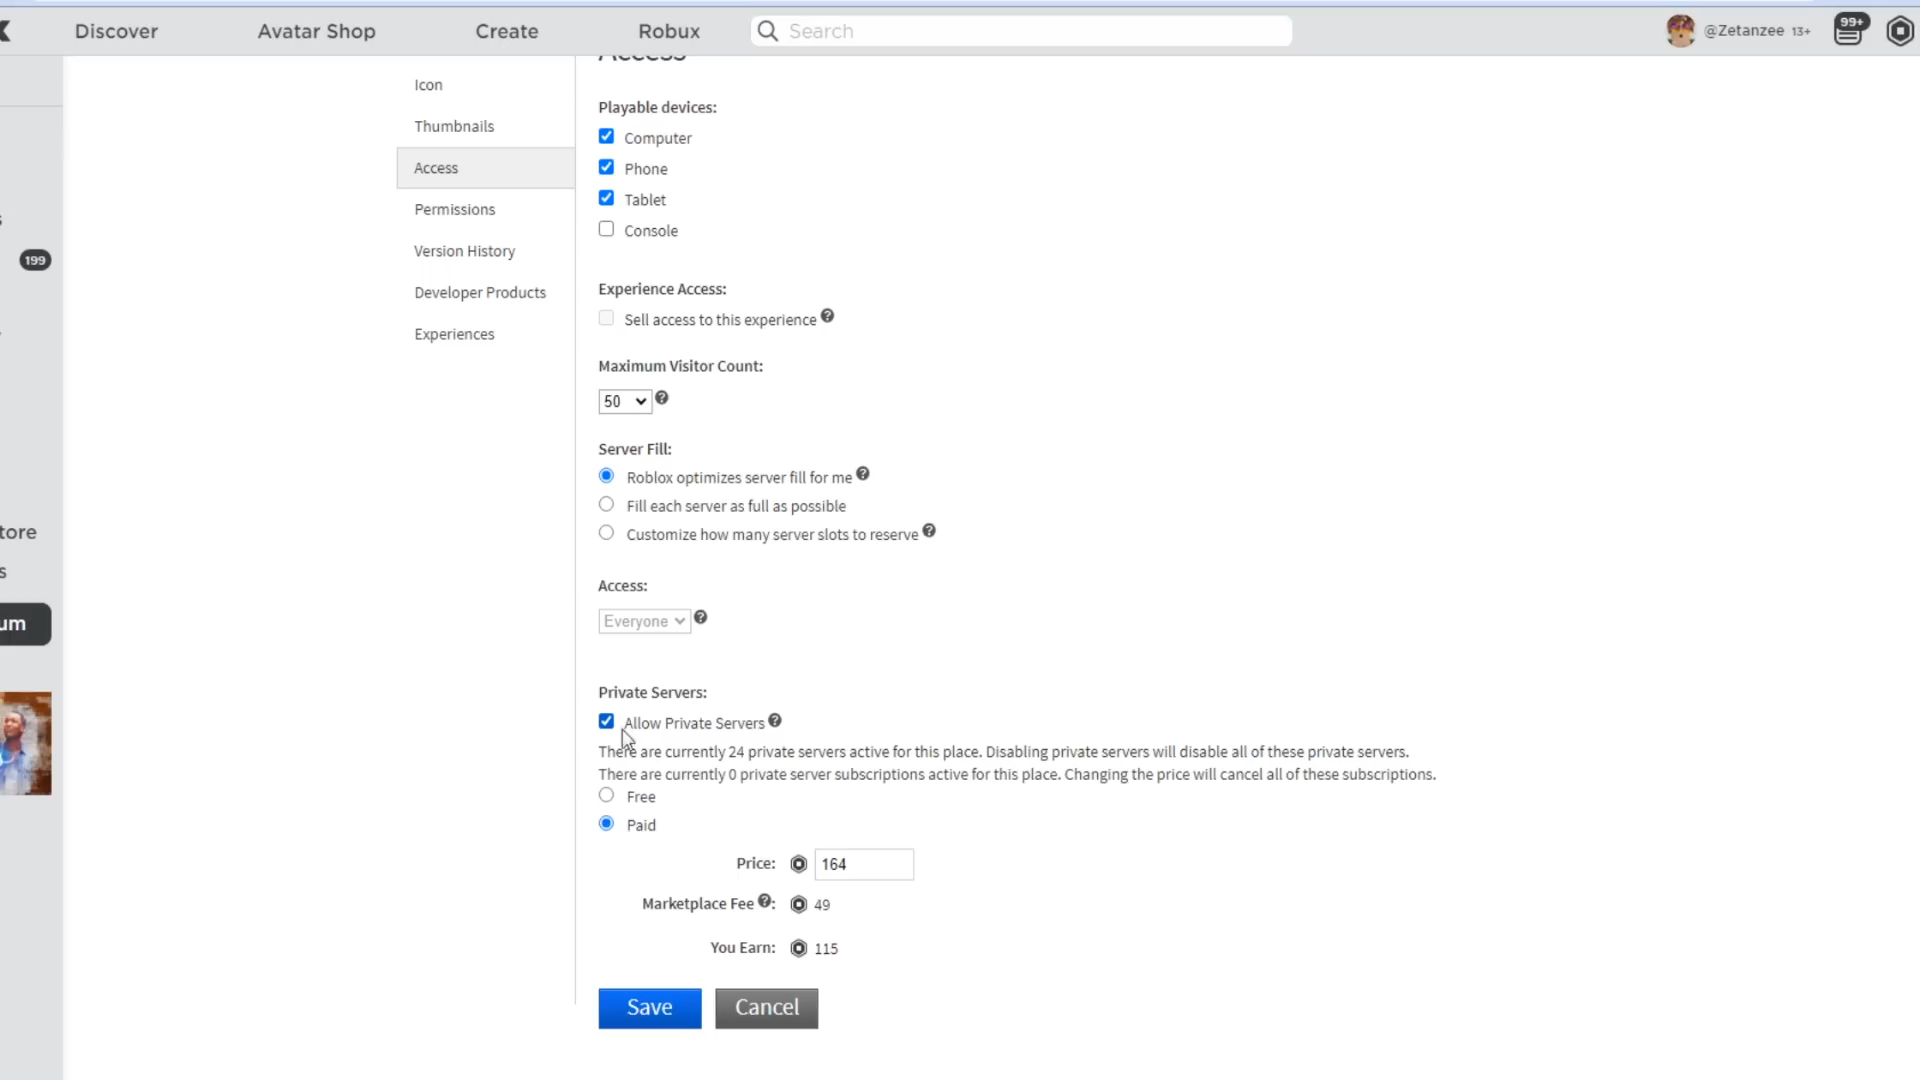 Discover Avatar Shop Create Robux Search @Zetanzee 13+ 99+
Access
Icon
Thumbnails
Access
Permissions
Version History
Developer Products
Experiences
199
tore
s
um
Playable devices:
Computer
Phone
Tablet
Console
Experience Access:
Sell access to this experience ?
Maximum Visitor Count:
50 ?
Server Fill:
Roblox optimizes server fill for me ?
Fill each server as full as possible
Customize how many server slots to reserve ?
Access:
Everyone ?
Private Servers:
Allow Private Servers ?
There are currently 24 private servers active for this place. Disabling private servers will disable all of these private servers.
There are currently 0 private server subscriptions active for this place. Changing the price will cancel all of these subscriptions.
Free
Paid
Price: 164
Marketplace Fee ?: 49
You Earn: 115
Save Cancel